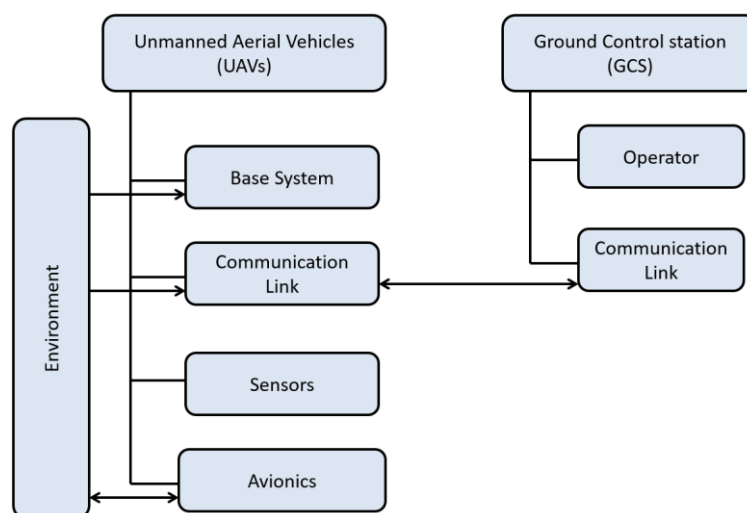 Unmanned Aerial Vehicles
(UAVs)
Ground Control station
(GCS)
Environment
Base System
Operator
Communication
Link
Communication
Link
Sensors
Avionics